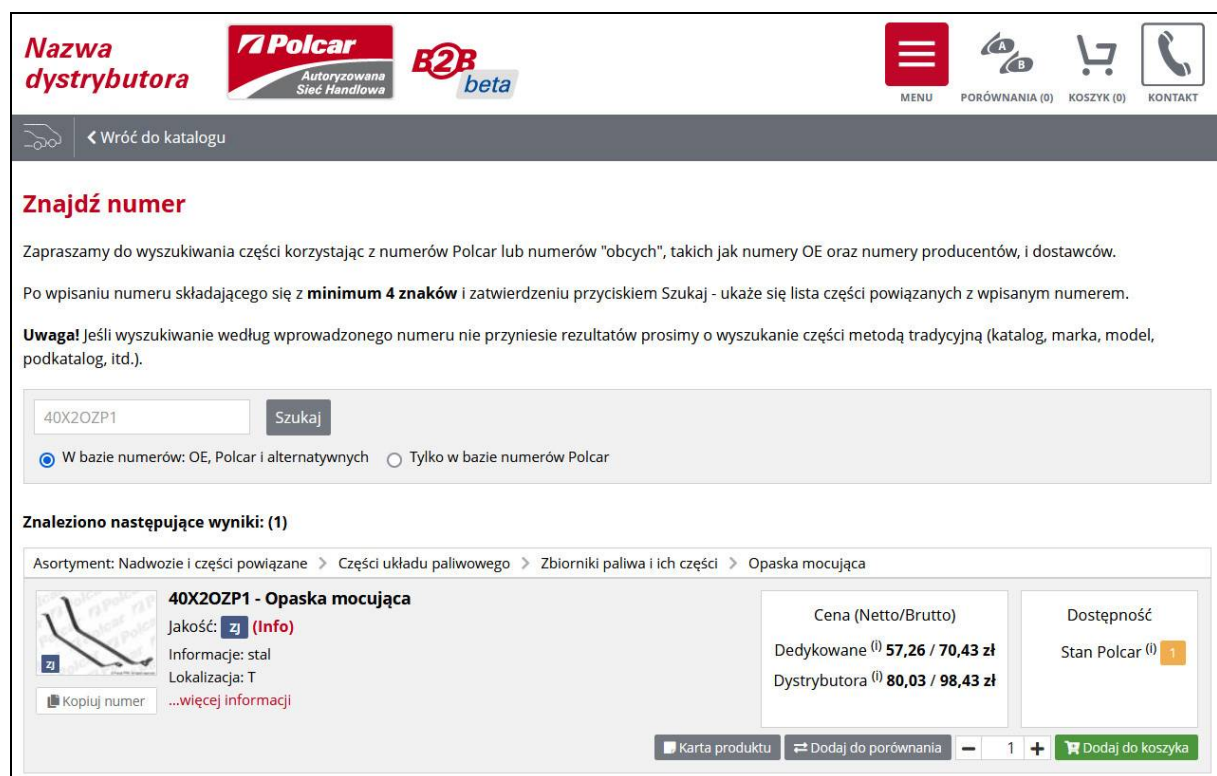 Nazwa
dystrybutora
Polcar
Autoryzowana
Sieć Handlowa
B2B
beta
MENU
PORÓWNANIA (0)
A
B
KOSZYK (0)
KONTAKT
Wróć do katalogu
Znajdź numer
Zapraszamy do wyszukiwania części korzystając z numerów Polcar lub numerów "obcych", takich jak numery OE oraz numery producentów, i dostawców.
Po wpisaniu numeru składającego się z minimum 4 znaków i zatwierdzeniu przyciskiem Szukaj - ukaże się lista części powiązanych z wpisanym numerem.
Uwaga! Jeśli wyszukiwanie według wprowadzonego numeru nie przyniesie rezultatów prosimy o wyszukanie części metodą tradycyjną (katalog, marka, model,
podkatalog, itd.).
40X2OZP1
Szukaj
W bazie numerów: OE, Polcar i alternatywnych
Tylko w bazie numerów Polcar
Znaleziono następujące wyniki: (1)
Asortyment: Nadwozie i części powiązane > Części układu paliwowego > Zbiorniki paliwa i ich części > Opaska mocująca
ZJ
Kopiuj numer
40X2OZP1 - Opaska mocująca
Jakość: ZJ (Info)
Informacje: stal
Lokalizacja: T
...więcej informacji
Cena (Netto/Brutto)
Dedykowane (i) 57,26 / 70,43 zł
Dystrybutora (i) 80,03 / 98,43 zł
Dostępność
Stan Polcar (i) 1
Karta produktu
Dodaj do porównania
− 1 +
Dodaj do koszyka